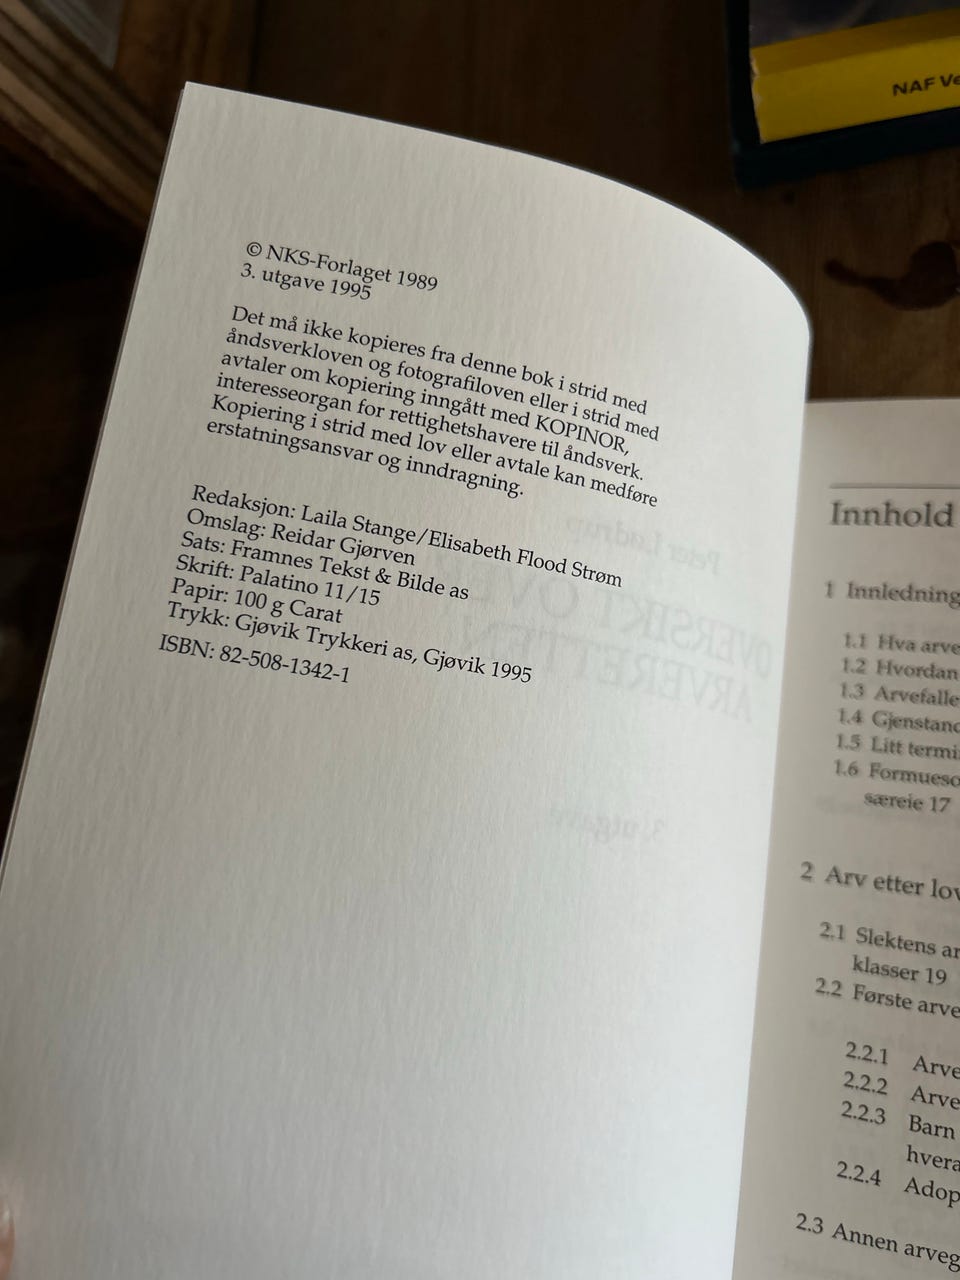 NAF
© NKS-Forlaget 1989
3. utgave 1995
Det må ikke kopieres fra denne bok i strid med
åndsverkloven og fotografiloven eller i strid med
avtaler om kopiering inngått med KOPINOR,
interesseorgan for rettighetshavere til åndsverk.
Kopiering i strid med lov eller avtale kan medføre
erstatningsansvar og inndragning.
Redaksjon: Laila Stange/Elisabeth Flood Strøm
Omslag: Reidar Gjørven
Sats: Framnes Tekst & Bilde as
Skrift: Palatino 11/15
Papir: 100 g Carat
Trykk: Gjøvik Trykkeri as, Gjøvik 1995
ISBN: 82-508-1342-1
Peter Lødrup
OVERSIKT OVER
ARVERETTEN
3. utgave
Innhold
1 Innledning
1.1 Hva arve
1.2 Hvordan
1.3 Arvefalle
1.4 Gjenstand
1.5 Litt termi
1.6 Formueso
særeie 17
2 Arv etter lov
2.1 Slektens ar
klasser 19
2.2 Første arve
2.2.1 Arve
2.2.2 Arve
2.2.3 Barn
hvera
2.2.4 Adop
2.3 Annen arveg